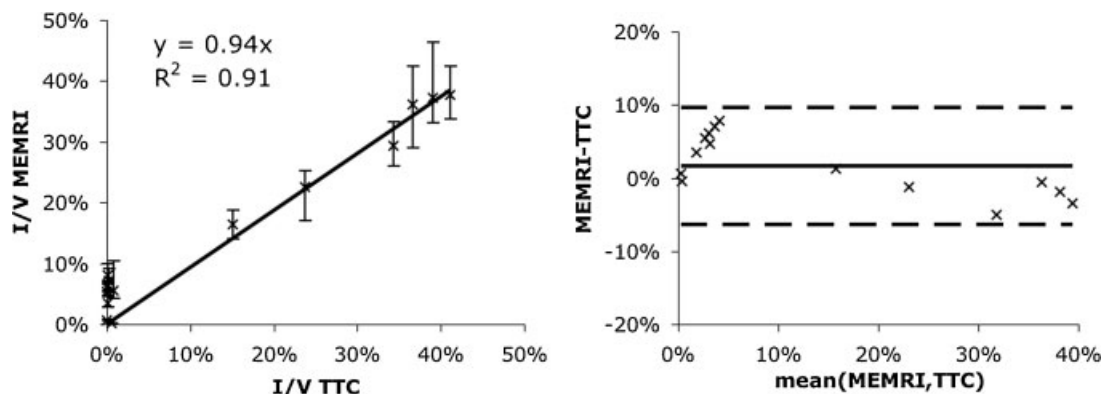 50%
40%
30%
20%
10%
0%
I/V MEMRI
y = 0.94x
R² = 0.91
0% 10% 20% 30% 40% 50%
I/V TTC
20%
10%
0%
-10%
-20%
MEMRI-TTC
0% 10% 20% 30% 40%
mean(MEMRI,TTC)